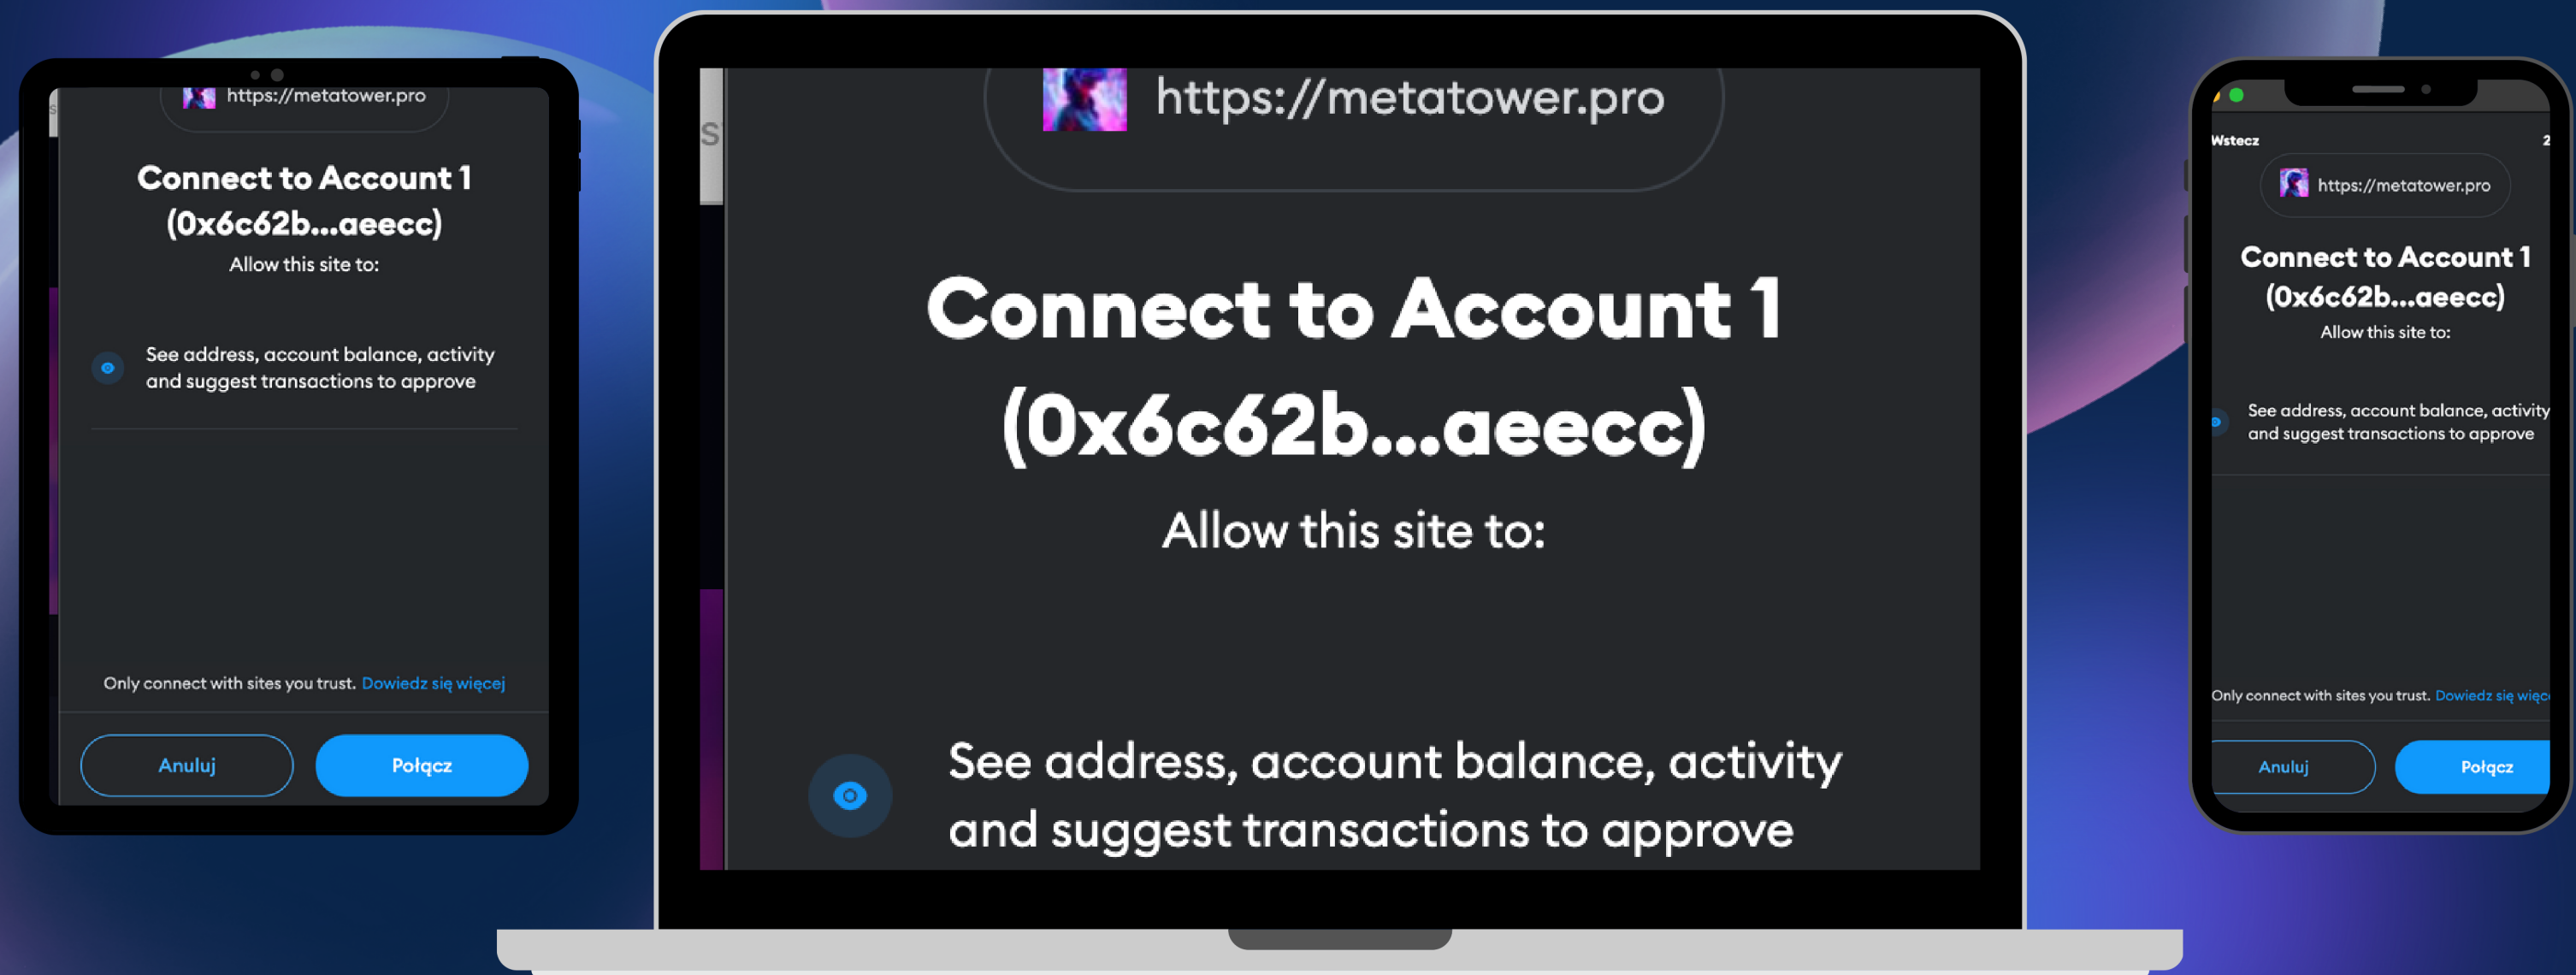 https://metatower.pro
Connect to Account 1
(0x6c62b...aeecc)
Allow this site to:
See address, account balance, activity
and suggest transactions to approve
Only connect with sites you trust. Dowiedz się więcej
Anuluj
Połącz
https://metatower.pro
Connect to Account 1
(0x6c62b...aeecc)
Allow this site to:
See address, account balance, activity
and suggest transactions to approve
Wstecz
2
https://metatower.pro
Connect to Account 1
(0x6c62b...aeecc)
Allow this site to:
See address, account balance, activity
and suggest transactions to approve
Only connect with sites you trust. Dowiedz się więc
Anuluj
Połącz